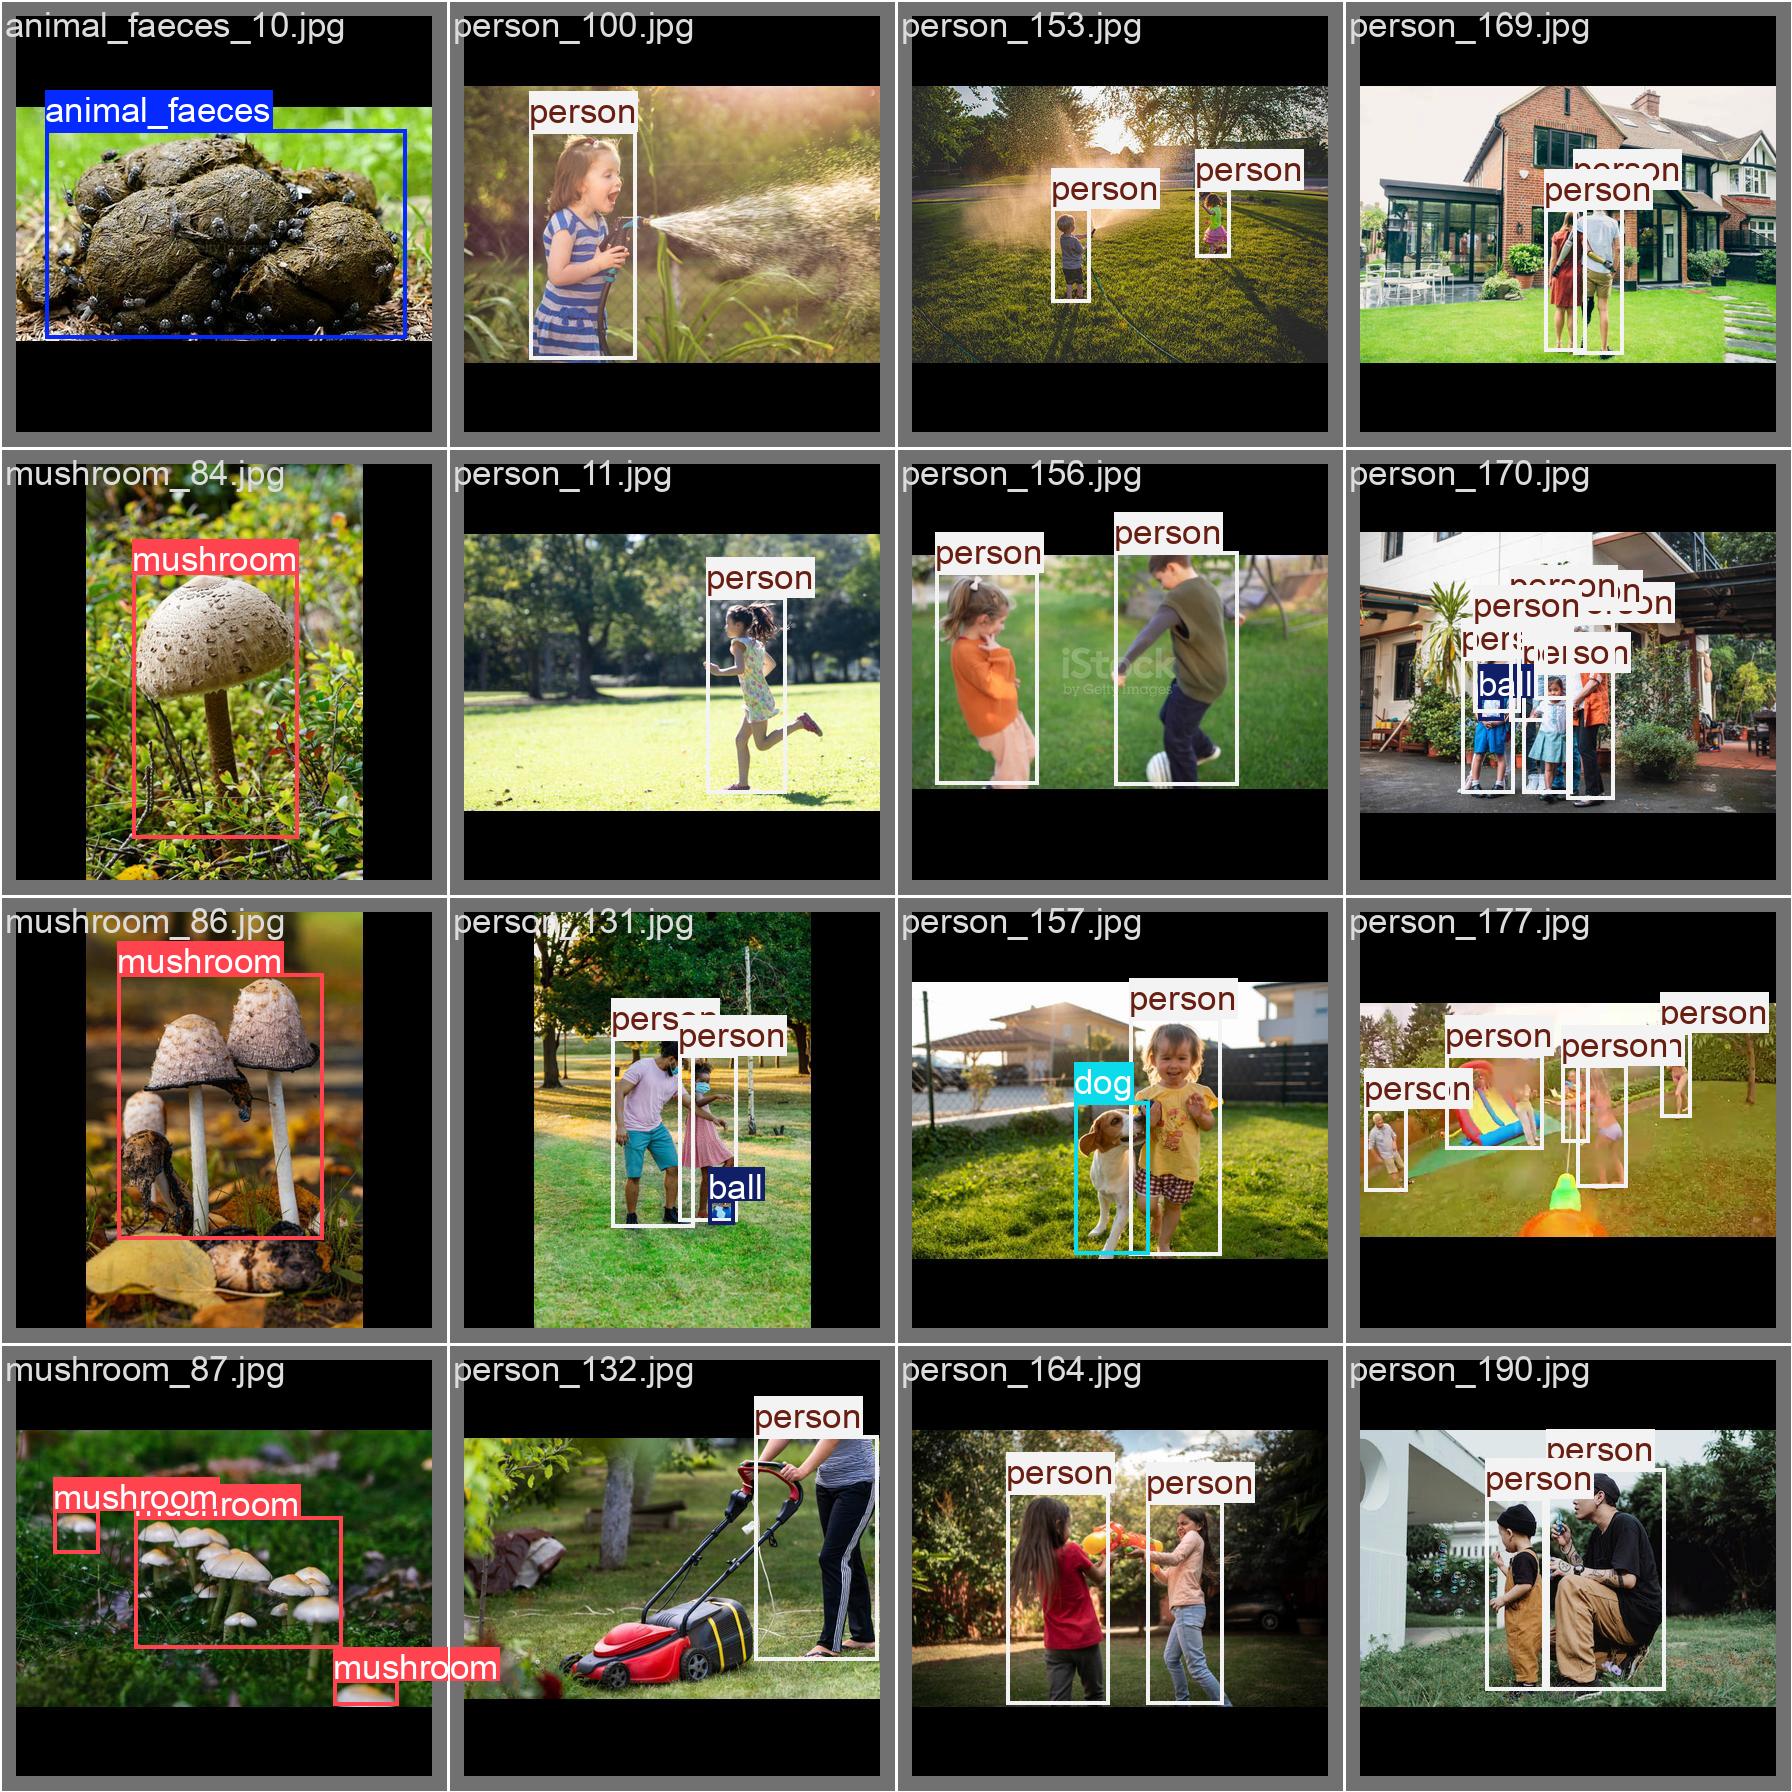 animal_faeces_10.jpg
animal_faeces
person_100.jpg
person
person_153.jpg
person
person
person_169.jpg
person
person
mushroom_84.jpg
mushroom
person_11.jpg
person
person_156.jpg
person
person
iStock
by Getty Images
person_170.jpg
person
person
person
ball
mushroom_86.jpg
mushroom
person_131.jpg
person
person
ball
person_157.jpg
person
dog
person_177.jpg
person
person
person
person
mushroom_87.jpg
mushroom
room
mushroom
person_132.jpg
person
person_164.jpg
person
person
person_190.jpg
person
person